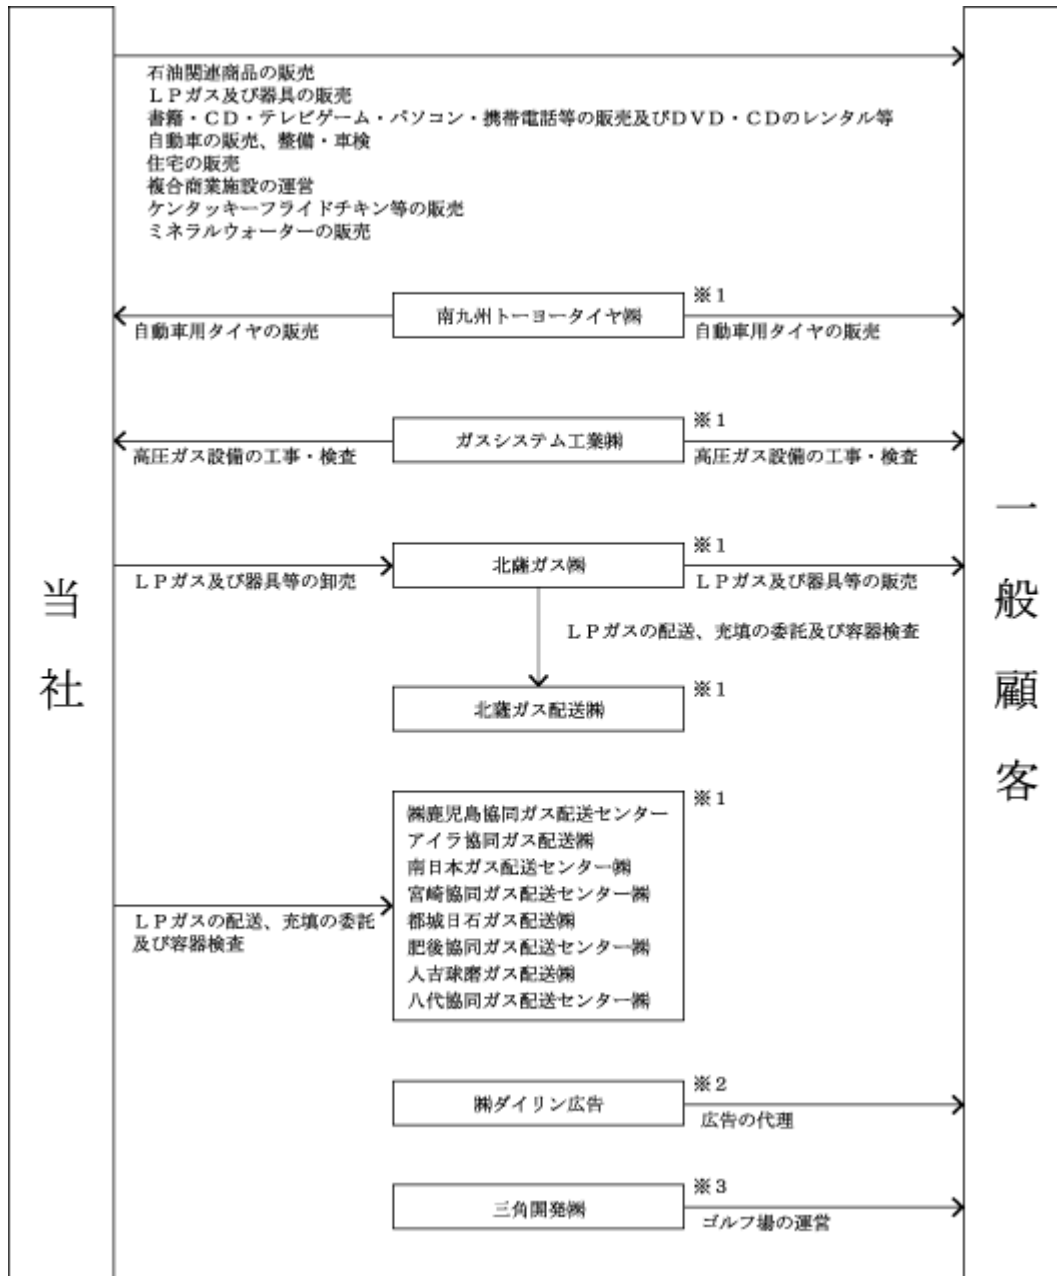 石油関連商品の販売
ＬＰガス及び器具の販売
書籍・ＣＤ・テレビゲーム・パソコン・携帯電話等の販売及びＤＶＤ・ＣＤのレンタル等
自動車の販売、整備・車検
住宅の販売
複合商業施設の運営
ケンタッキーフライドチキン等の販売
ミネラルウォーターの販売
南九州トーヨータイヤ㈱
※１
自動車用タイヤの販売
自動車用タイヤの販売
ガスシステム工業㈱
※１
高圧ガス設備の工事・検査
高圧ガス設備の工事・検査
北薩ガス㈱
※１
ＬＰガス及び器具等の卸売
ＬＰガス及び器具等の販売
ＬＰガスの配送、充填の委託及び容器検査
北薩ガス配送㈱
※１
当社
一般顧客
※１
㈱鹿児島協同ガス配送センター
アイラ協同ガス配送㈱
南日本ガス配送センター㈱
宮崎協同ガス配送センター㈱
都城日石ガス配送㈱
肥後協同ガス配送センター㈱
人吉球磨ガス配送㈱
八代協同ガス配送センター㈱
ＬＰガスの配送、充填の委託
及び容器検査
㈱ダイリン広告
※２
広告の代理
三角開発㈱
※３
ゴルフ場の運営